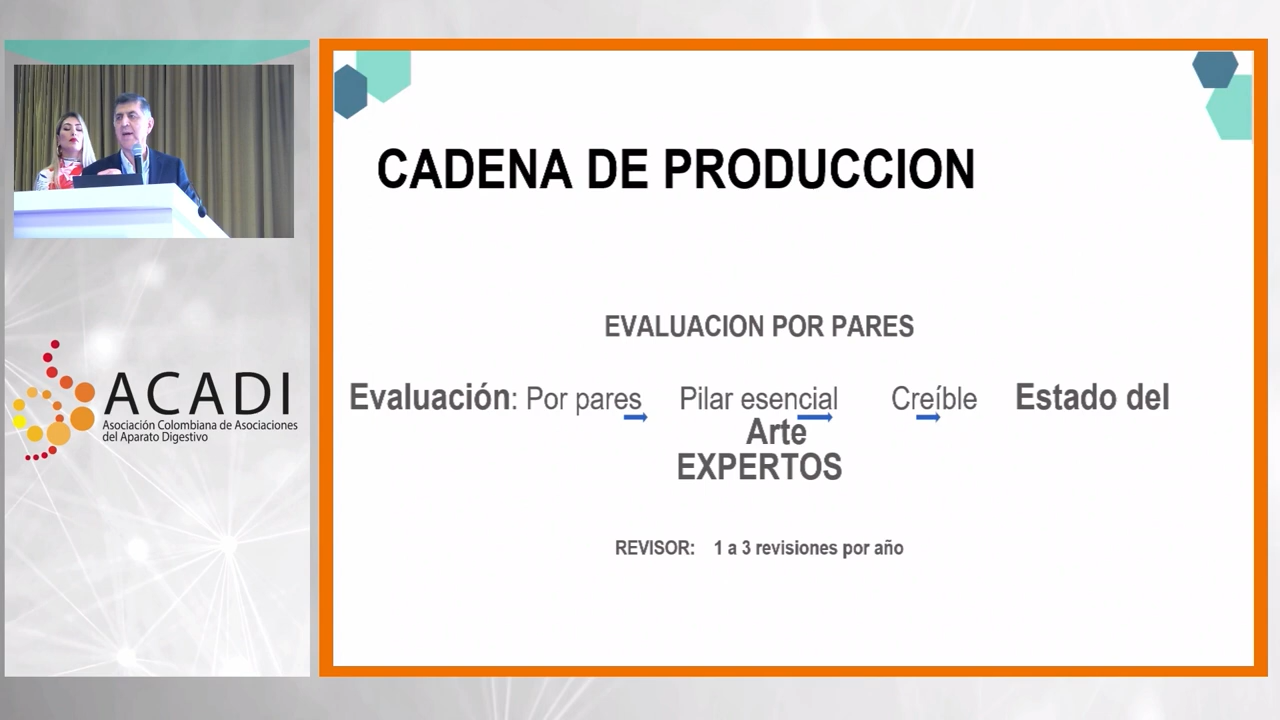 CADENA DE PRODUCCION
EVALUACION POR PARES
Evaluación: Por pares Pilar esencial Creíble Estado del
Arte
EXPERTOS
REVISOR: 1 a 3 revisiones por año
ACADI
Asociación Colombiana de Asociaciones
del Aparato Digestivo